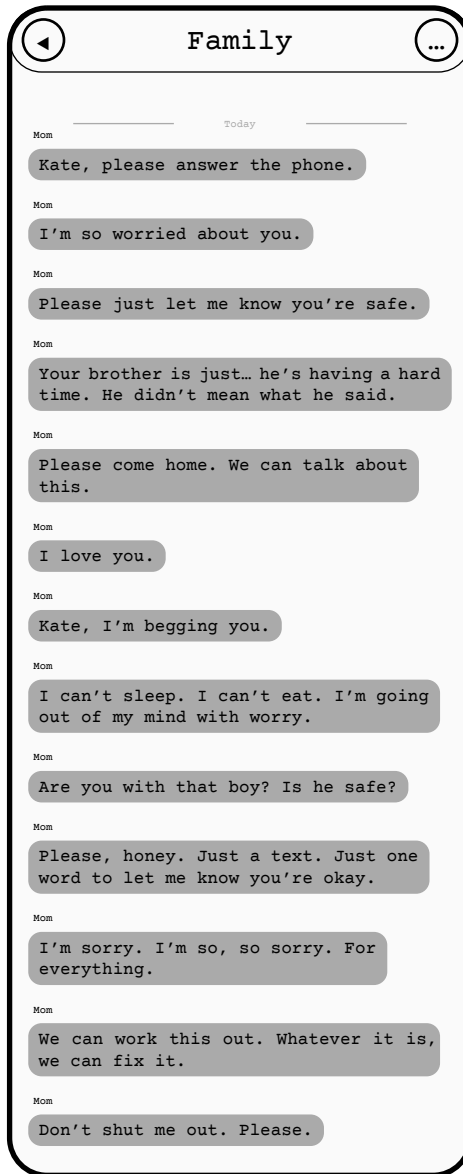 Family
Today
Mom
Kate, please answer the phone.
Mom
I’m so worried about you.
Mom
Please just let me know you’re safe.
Mom
Your brother is just… he’s having a hard
time. He didn’t mean what he said.
Mom
Please come home. We can talk about
this.
Mom
I love you.
Mom
Kate, I’m begging you.
Mom
I can’t sleep. I can’t eat. I’m going
out of my mind with worry.
Mom
Are you with that boy? Is he safe?
Mom
Please, honey. Just a text. Just one
word to let me know you’re okay.
Mom
I’m sorry. I’m so, so sorry. For
everything.
Mom
We can work this out. Whatever it is,
we can fix it.
Mom
Don’t shut me out. Please.